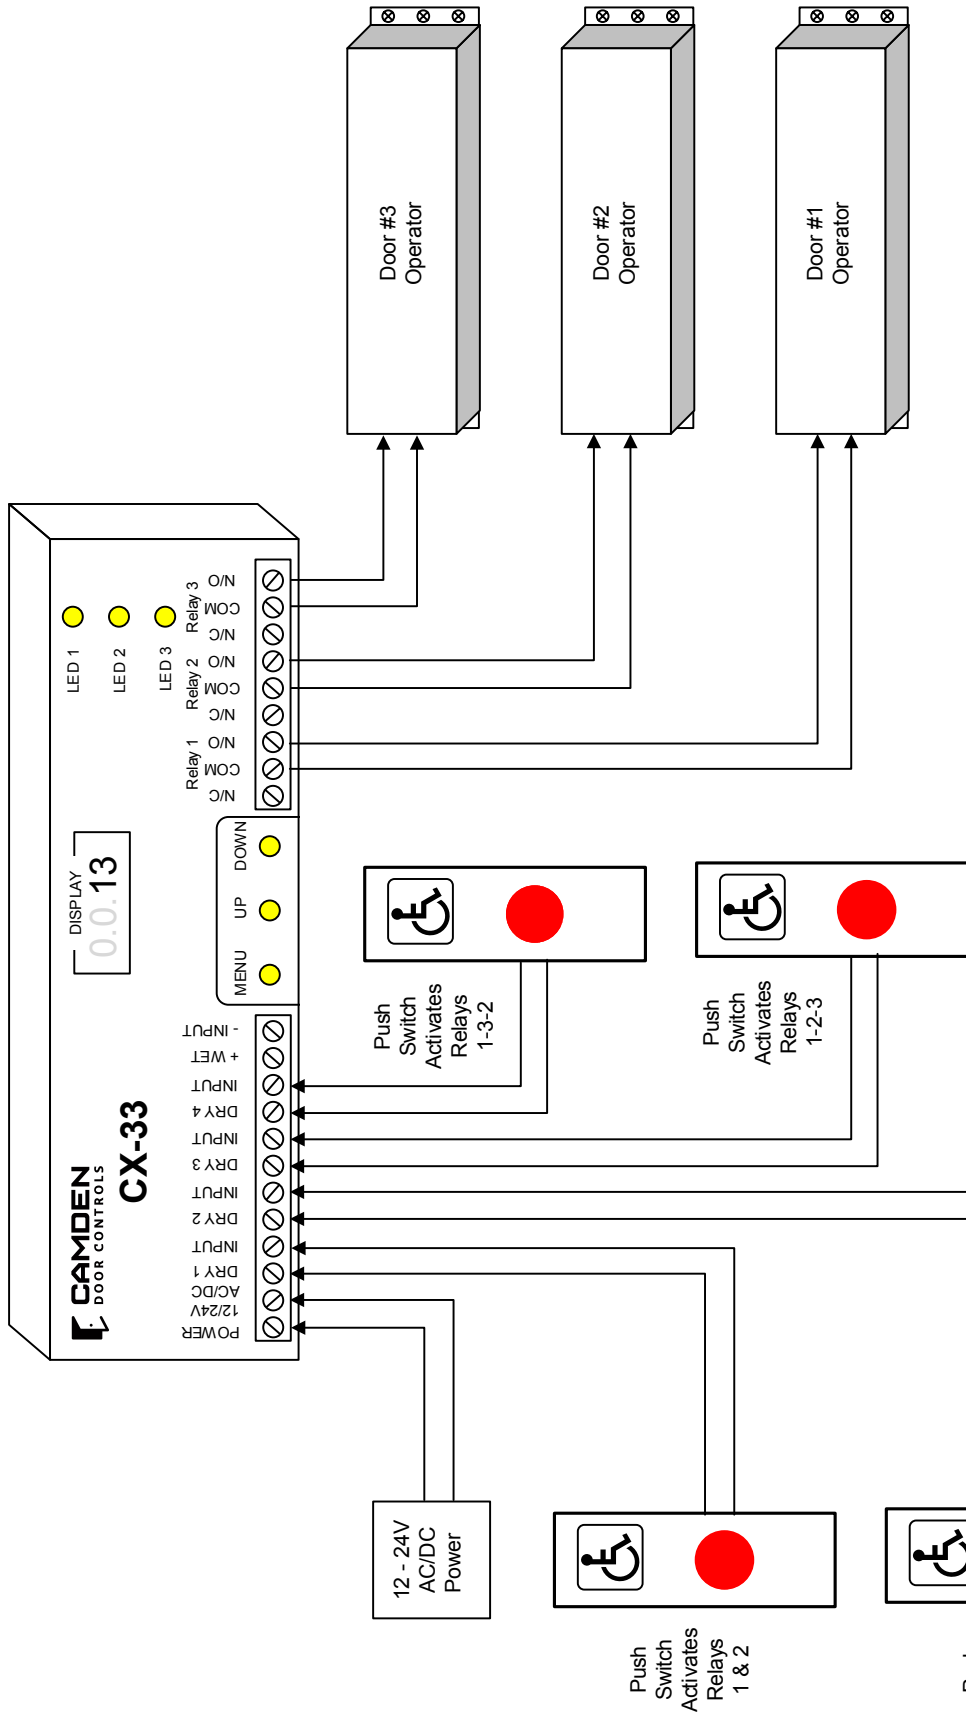 CAMDEN
DOOR CONTROLS
CX-33
DISPLAY
0.0.13
LED 1
LED 2
LED 3
MENU
UP
DOWN
POWER
12/24V
AC/DC
DRY 1
INPUT
DRY 2
INPUT
DRY 3
INPUT
DRY 4
INPUT
+ WET
- INPUT
Relay 1
N/C
COM
N/O
Relay 2
N/C
COM
N/O
Relay 3
N/C
COM
N/O
12 - 24V
AC/DC
Power
Push
Switch
Activates
Relays
1 & 2
Push
Switch
Activates
Relays
1-3-2
Push
Switch
Activates
Relays
1-2-3
Door #3
Operator
Door #2
Operator
Door #1
Operator